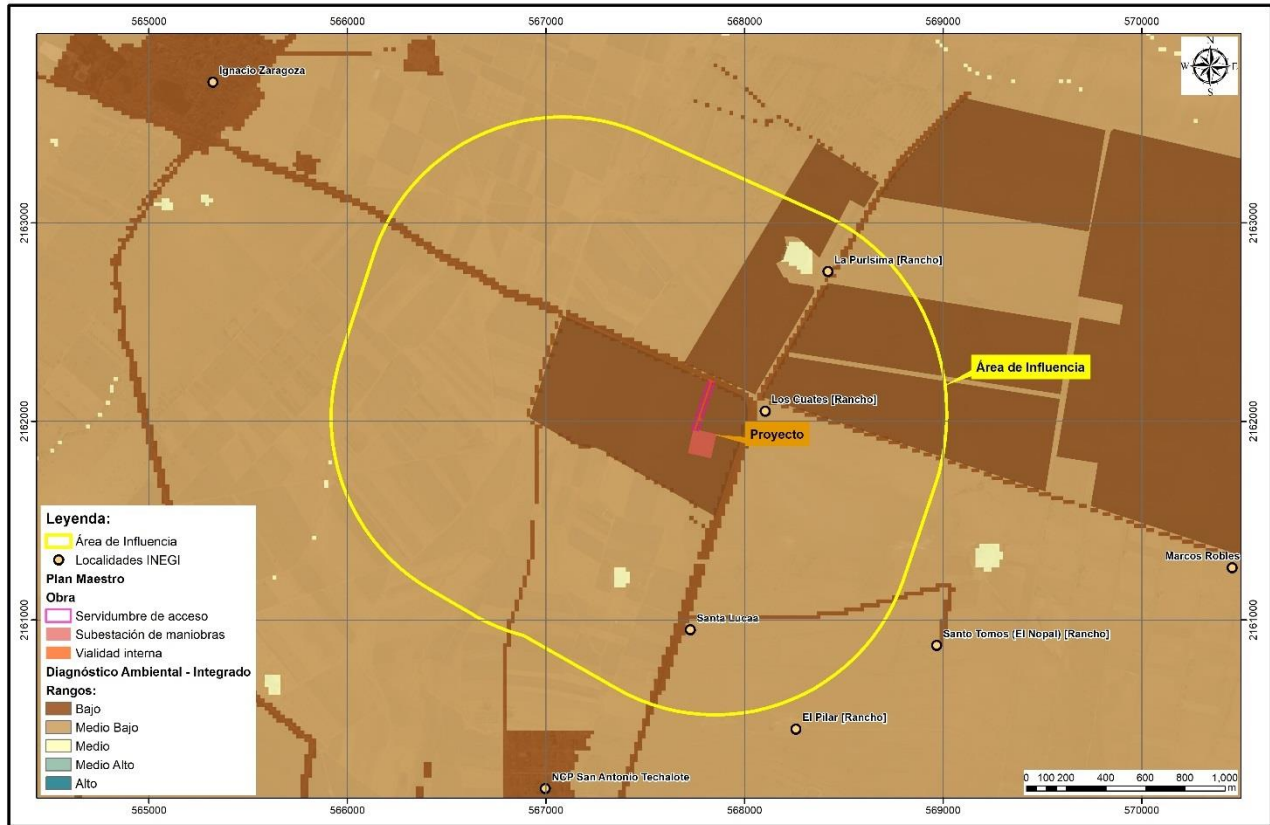 565000 566000 567000 568000 569000 570000
N
W E
S
Ignacio Zaragoza
2163000 2163000
La Purísima [Rancho]
Área de Influencia
Los Cuates [Rancho]
2162000 2162000
Proyecto
Marcos Robles
2161000 2161000
Santa Lucaa
Santo Tomos (El Nopal) [Rancho]
El Pilar [Rancho]
NCP San Antonio Techalote
Leyenda:
Área de Influencia
Localidades INEGI
Plan Maestro
Obra
Servidumbre de acceso
Subestación de maniobras
Vialidad interna
Diagnóstico Ambiental - Integrado
Rangos:
Bajo
Medio Bajo
Medio
Medio Alto
Alto
0 100 200 400 600 800 1,000
m
565000 566000 567000 568000 569000 570000